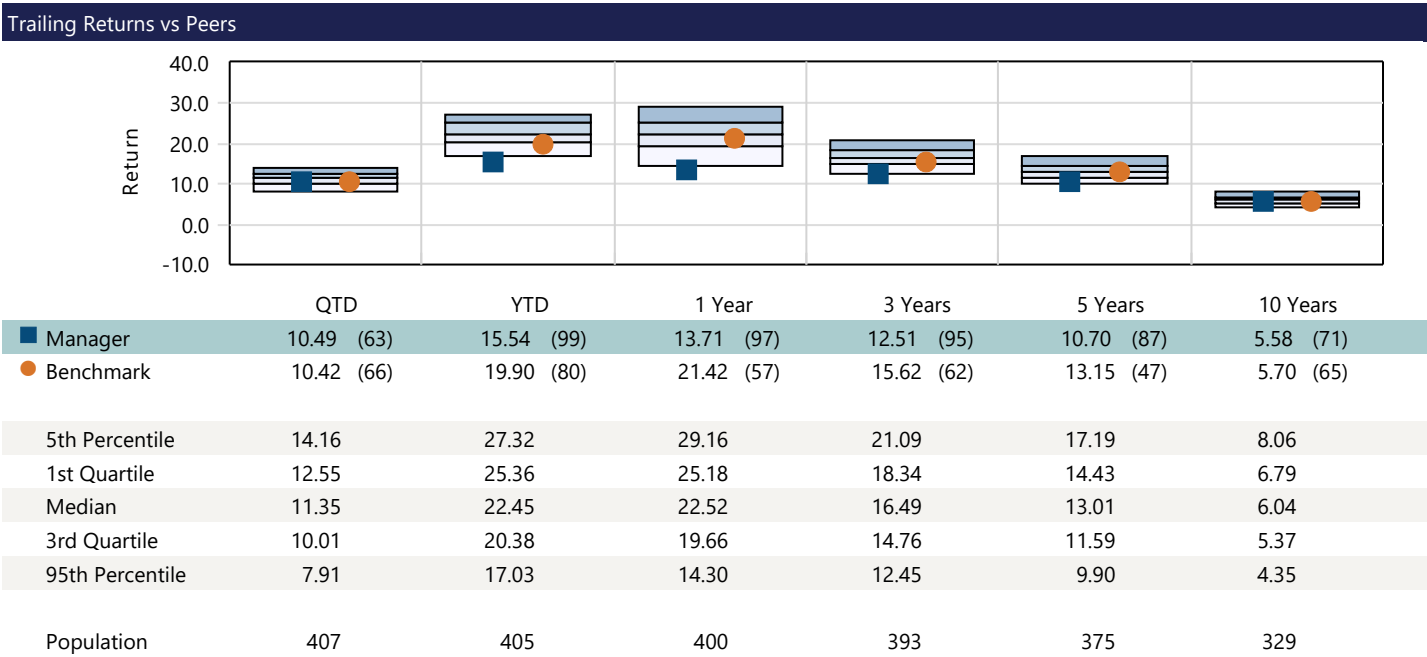 Trailing Returns vs Peers
40.0
30.0
20.0
10.0
0.0
-10.0
Return
QTD YTD 1 Year 3 Years 5 Years 10 Years
Manager 10.49 (63) 15.54 (99) 13.71 (97) 12.51 (95) 10.70 (87) 5.58 (71)
Benchmark 10.42 (66) 19.90 (80) 21.42 (57) 15.62 (62) 13.15 (47) 5.70 (65)
5th Percentile 14.16 27.32 29.16 21.09 17.19 8.06
1st Quartile 12.55 25.36 25.18 18.34 14.43 6.79
Median 11.35 22.45 22.52 16.49 13.01 6.04
3rd Quartile 10.01 20.38 19.66 14.76 11.59 5.37
95th Percentile 7.91 17.03 14.30 12.45 9.90 4.35
Population 407 405 400 393 375 329